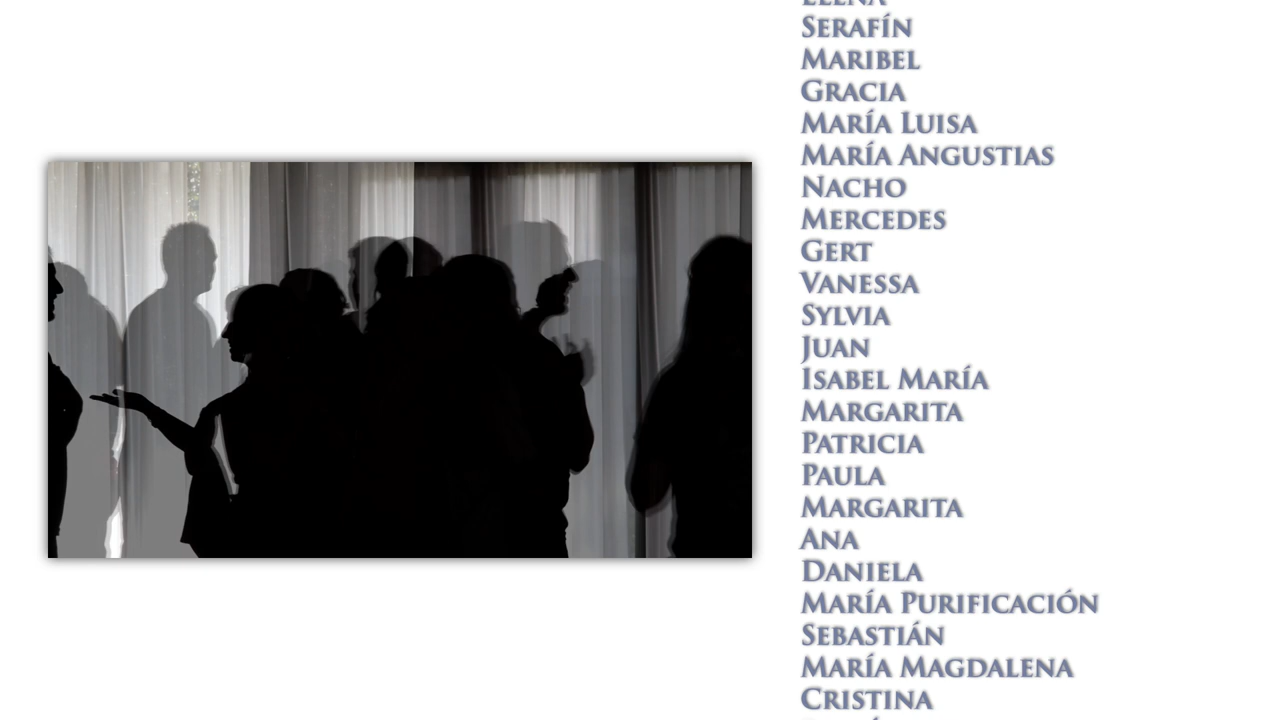 Elena
Serafín
Maribel
Gracia
María Luisa
María Angustias
Nacho
Mercedes
Gert
Vanessa
Sylvia
Juan
Isabel María
Margarita
Patricia
Paula
Margarita
Ana
Daniela
María Purificación
Sebastián
María Magdalena
Cristina